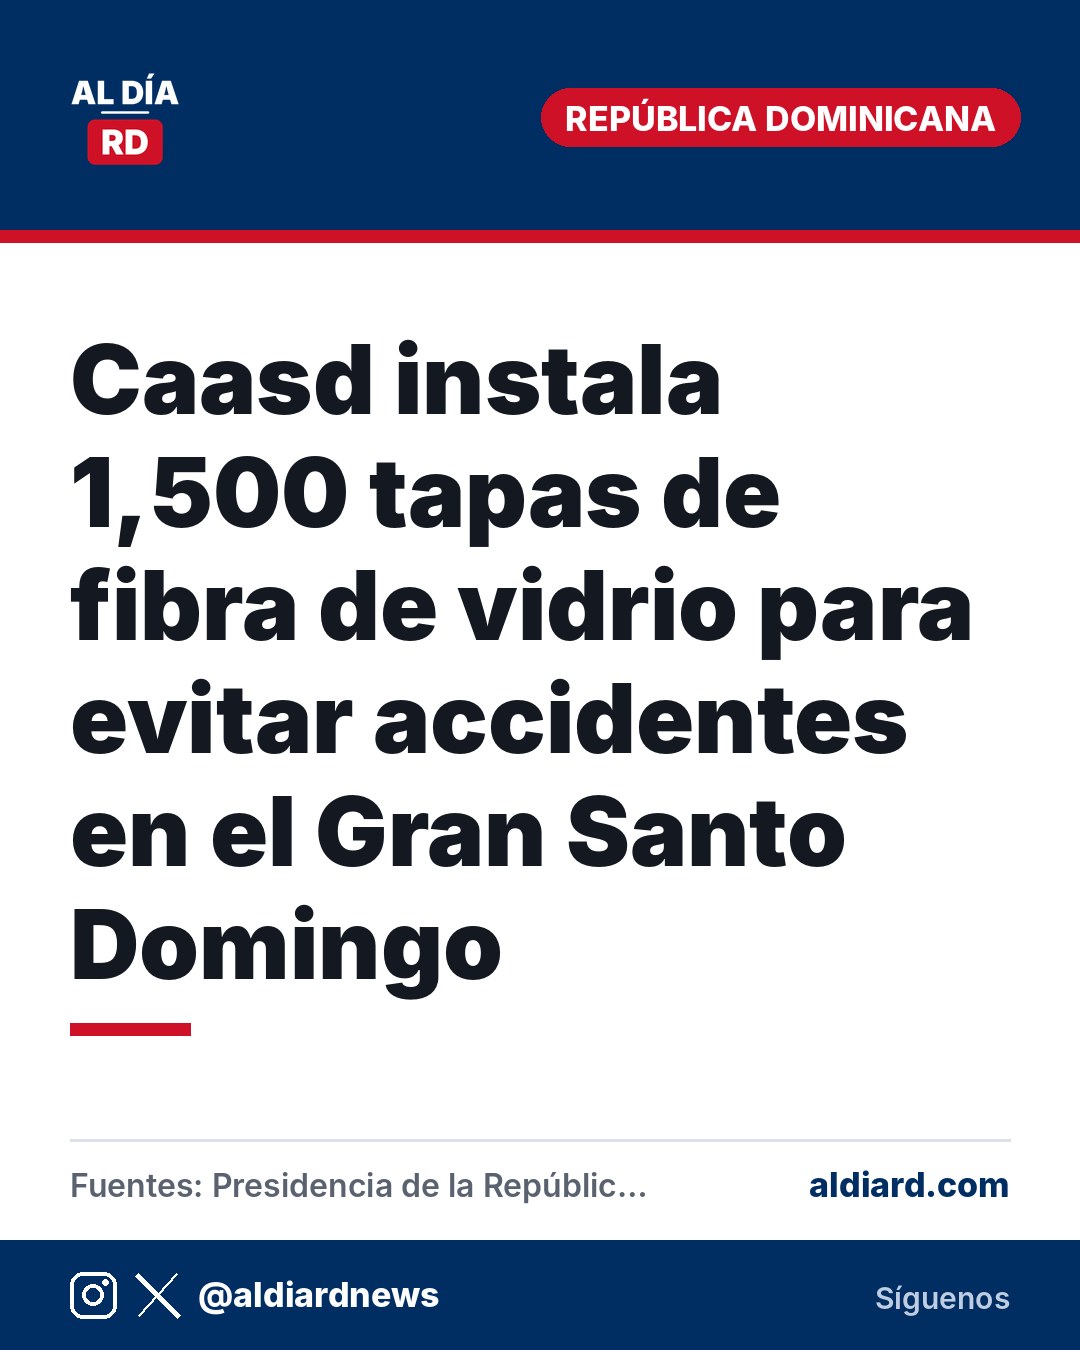 AL DÍA
RD
REPÚBLICA DOMINICANA
Caasd instala
1,500 tapas de
fibra de vidrio para
evitar accidentes
en el Gran Santo
Domingo
Fuentes: Presidencia de la Repúblic...
aldiard.com
@aldiardnews
Síguenos